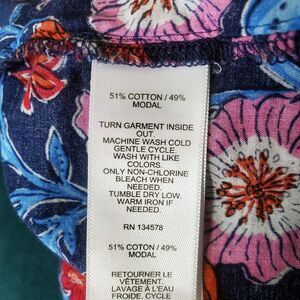 51% COTTON / 49%
MODAL
TURN GARMENT INSIDE
OUT.
MACHINE WASH COLD
GENTLE CYCLE.
WASH WITH LIKE
COLORS.
ONLY NON-CHLORINE
BLEACH WHEN
NEEDED.
TUMBLE DRY LOW.
WARM IRON IF
NEEDED.
RN 134578
51% COTON / 49%
MODAL
RETOURNER LE
VÊTEMENT.
LAVAGE À L'EAU
FROIDE, CYCLE